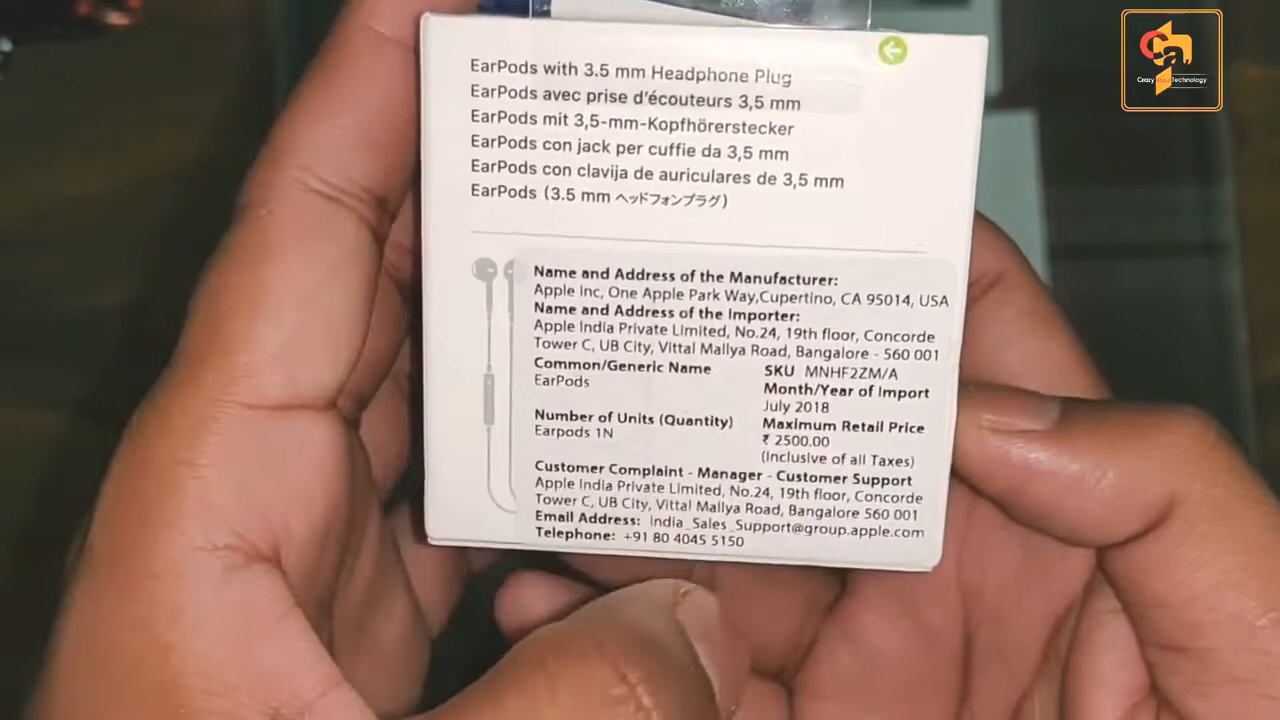 EarPods with 3.5 mm Headphone Plug
EarPods avec prise d'écouteurs 3,5 mm
EarPods mit 3,5-mm-Kopfhörerstecker
EarPods con jack per cuffie da 3,5 mm
EarPods con clavija de auriculares de 3,5 mm
EarPods (3.5 mm ヘッドフォンプラグ)
Name and Address of the Manufacturer:
Apple Inc, One Apple Park Way,Cupertino, CA 95014, USA
Name and Address of the Importer:
Apple India Private Limited, No.24, 19th floor, Concorde
Tower C, UB City, Vittal Mallya Road, Bangalore - 560 001
Common/Generic Name
EarPods
Number of Units (Quantity)
Earpods 1N
SKU MNHF2ZM/A
Month/Year of Import
July 2018
Maximum Retail Price
₹ 2500.00
(Inclusive of all Taxes)
Customer Complaint - Manager - Customer Support
Apple India Private Limited, No.24, 19th floor, Concorde
Tower C, UB City, Vittal Mallya Road, Bangalore 560 001
Email Address: India_Sales_Support@group.apple.com
Telephone: +91 80 4045 5150
Crazy Technology